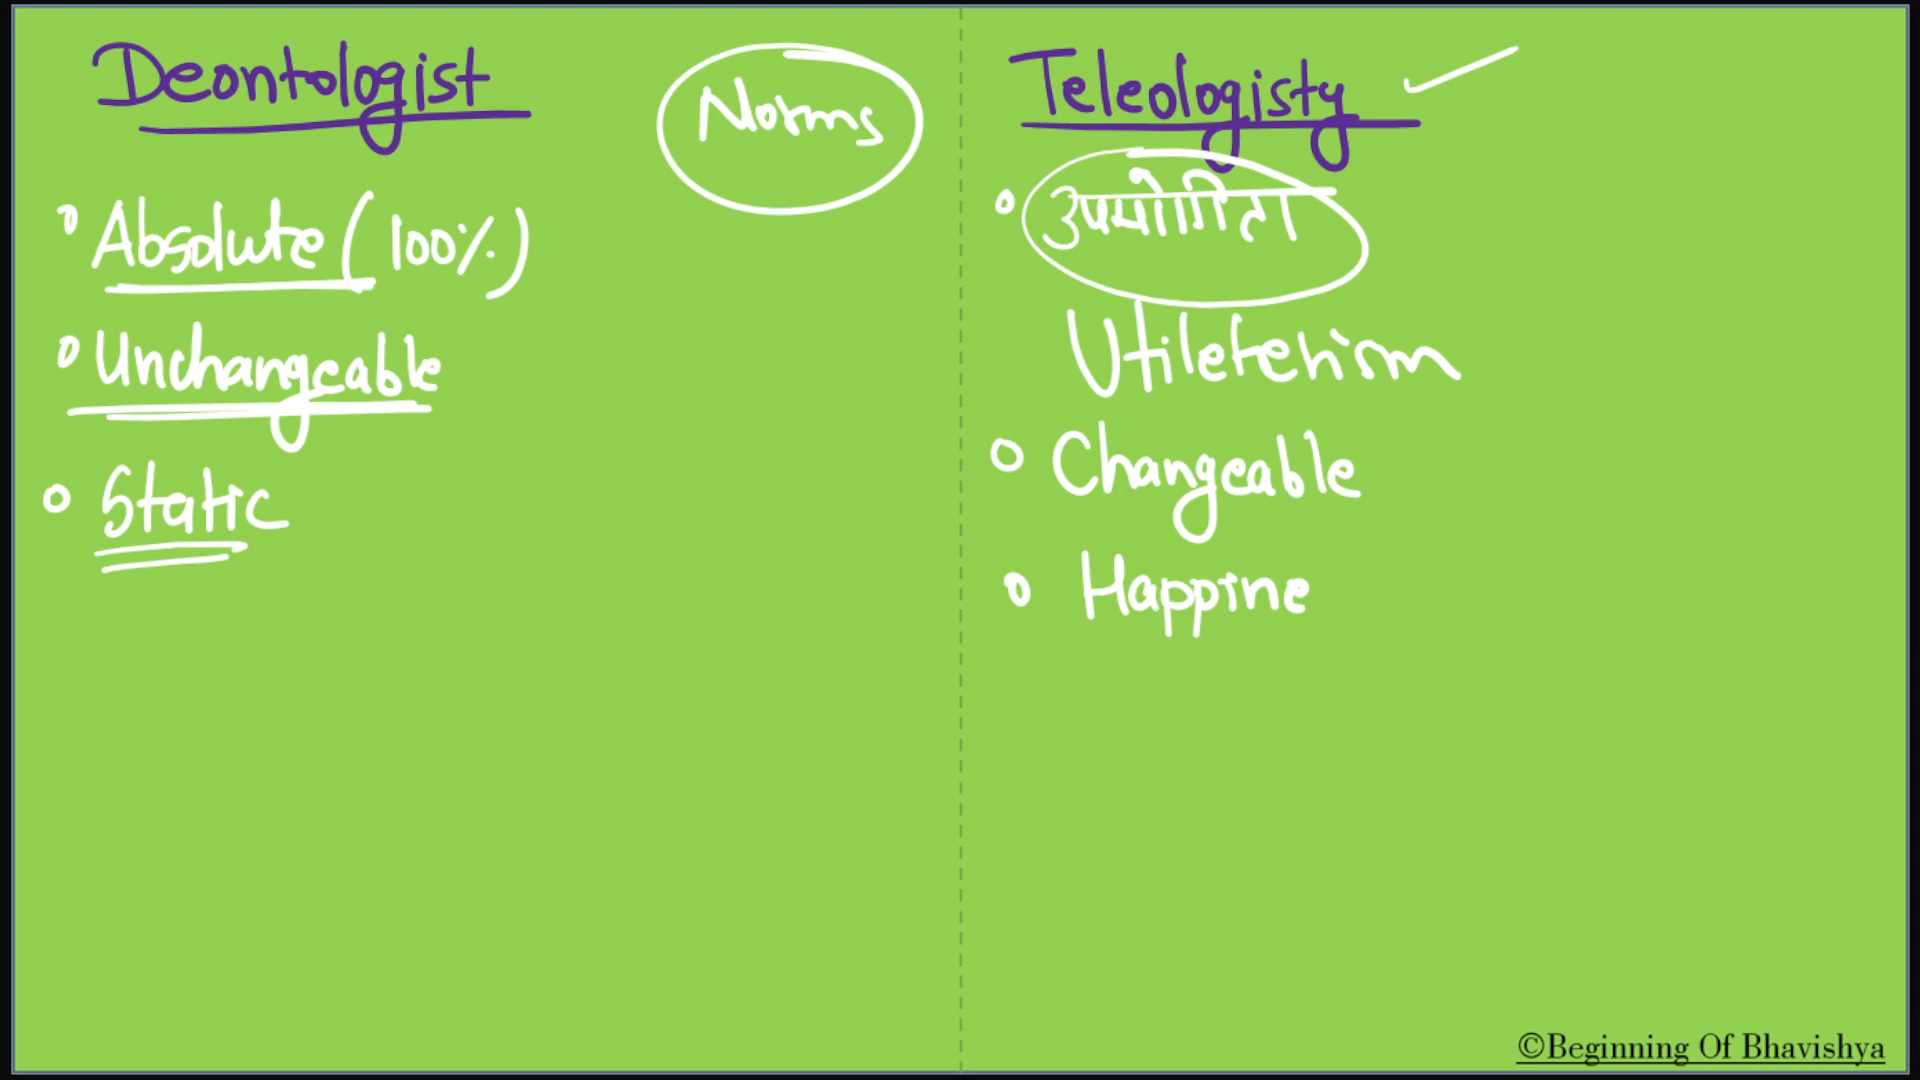 Deontologist
Norms
Absolute (100%)
Unchangeable
Static
Teleologisty
उपयोगिता
Utileterism
Changeable
Happine
©Beginning Of Bhavishya